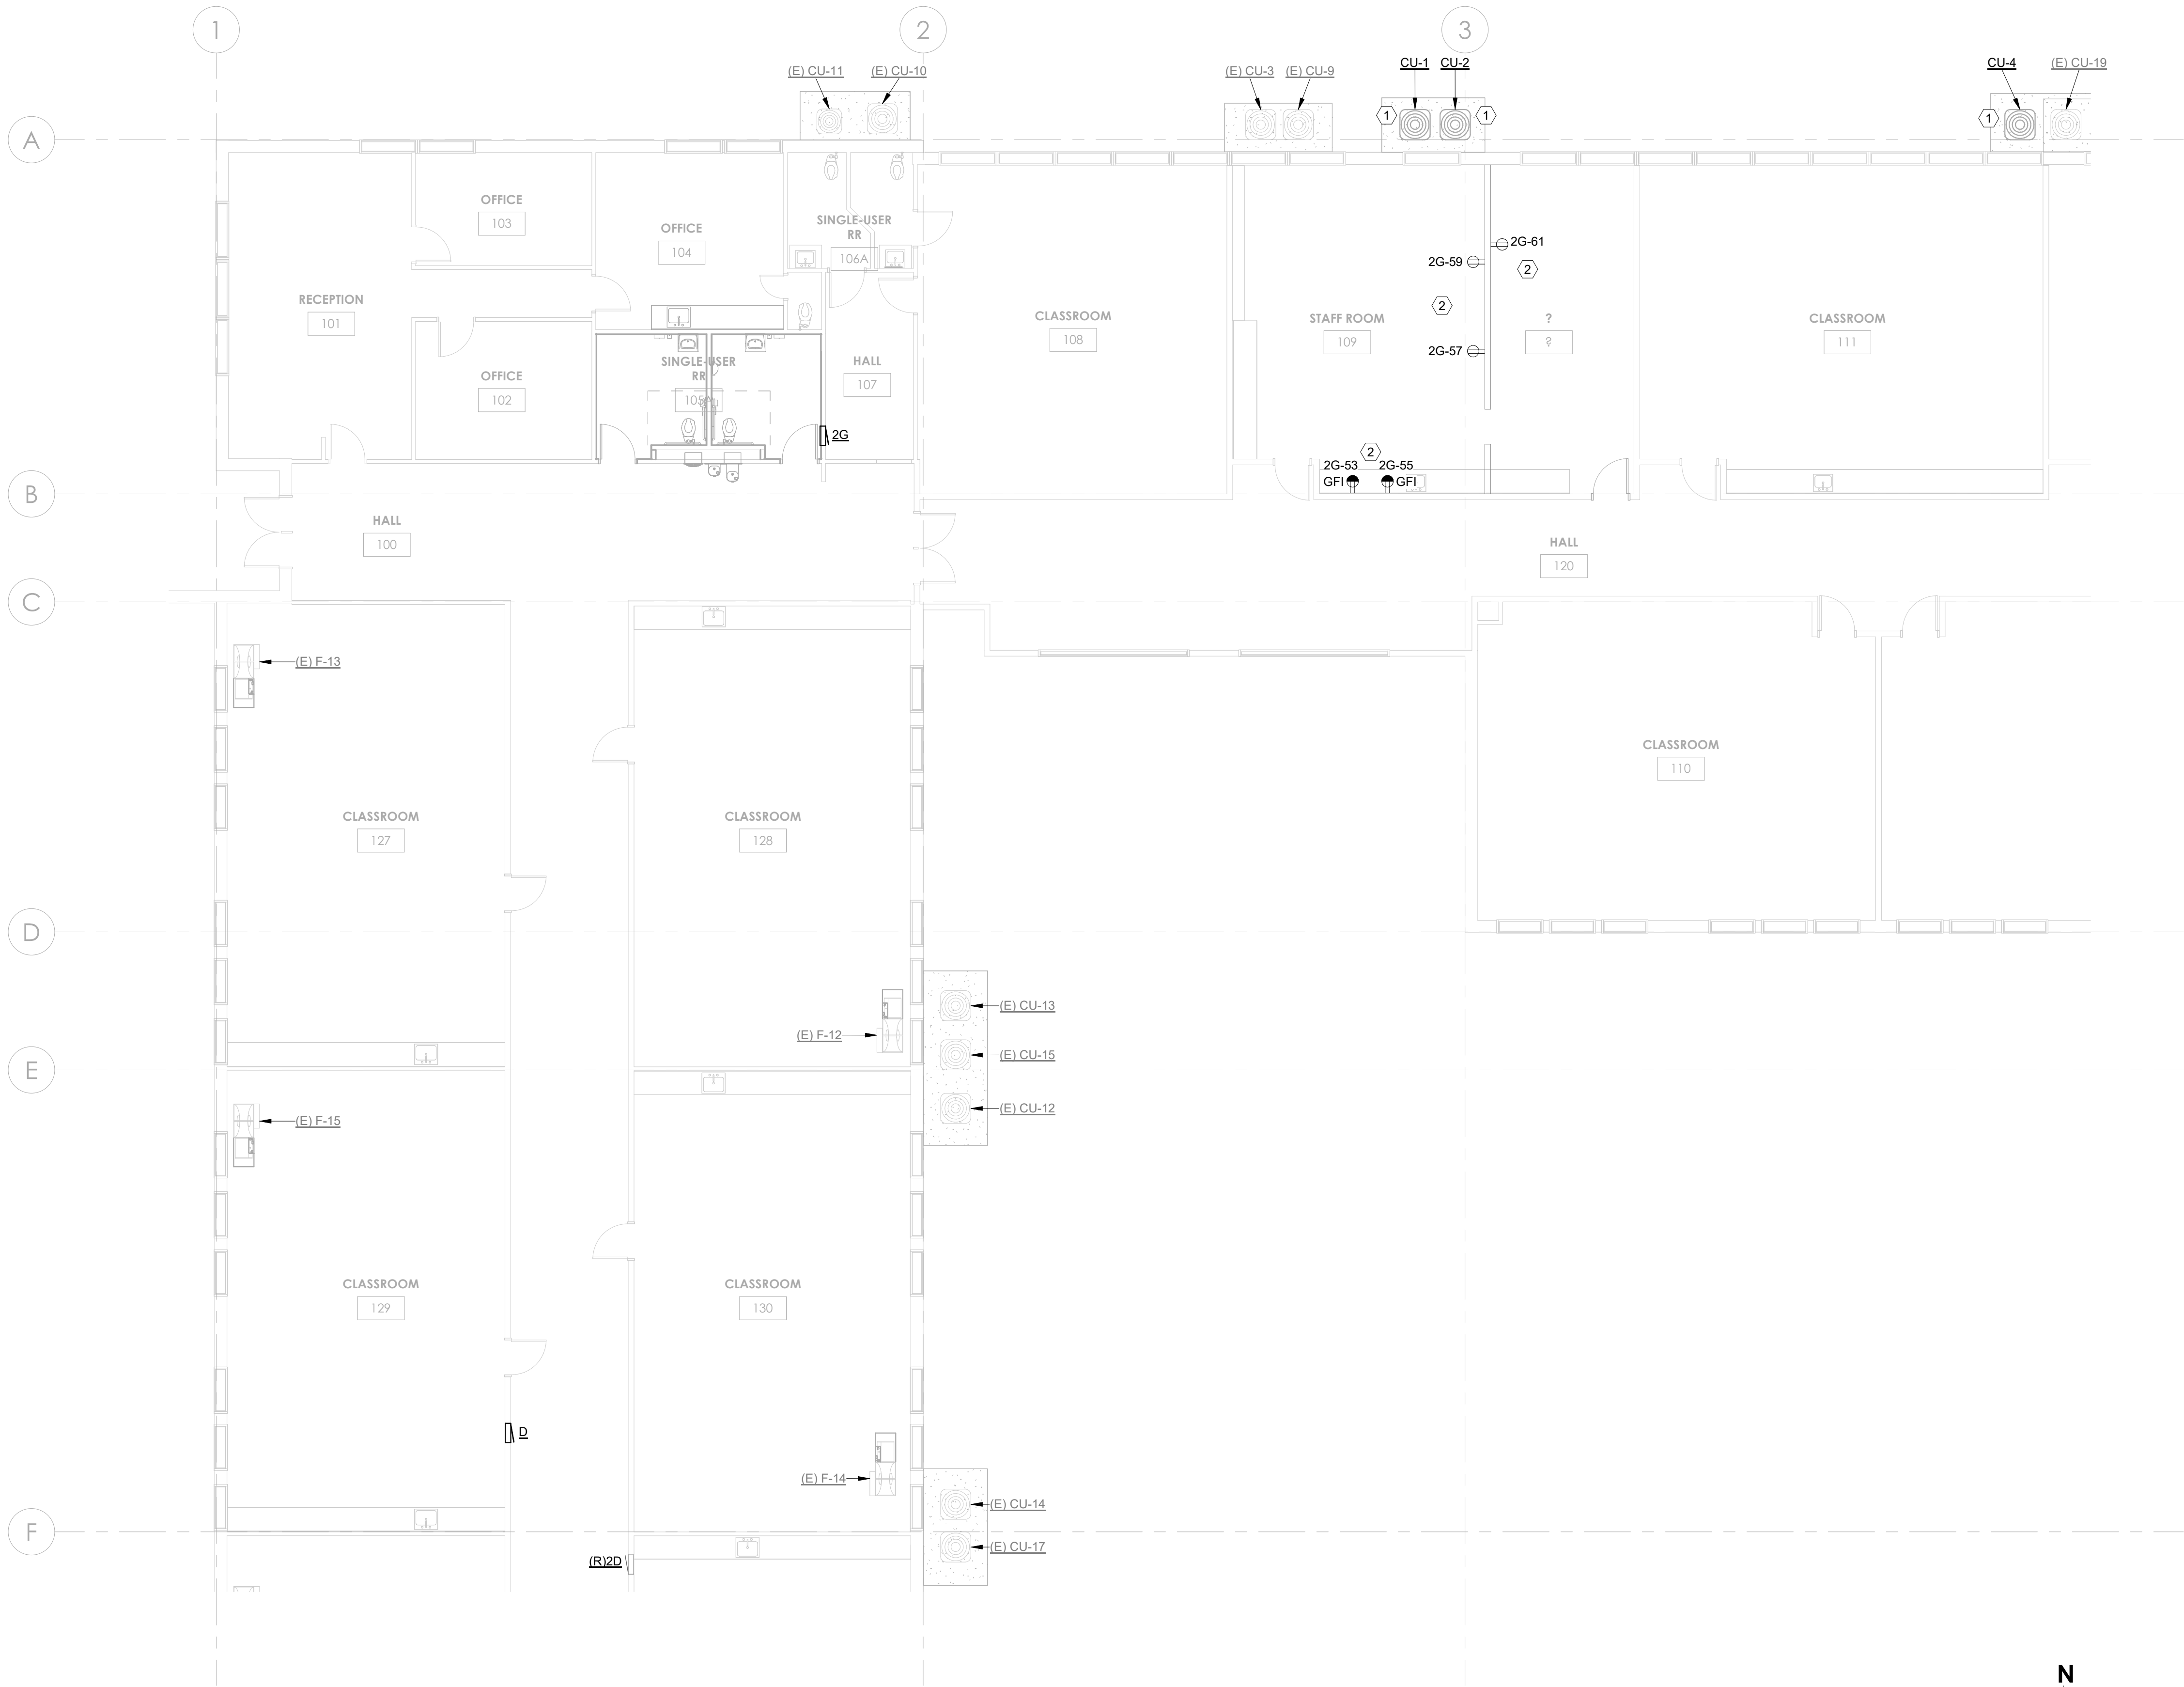 1
2
3
(E) CU-11
(E) CU-10
(E) CU-3
(E) CU-9
CU-1
CU-2
CU-4
(E) CU-19
1
1
1
A
OFFICE
103
OFFICE
104
SINGLE-USER
RR
106A
2G-61
2G-59
2
2
RECEPTION
101
CLASSROOM
108
STAFF ROOM
109
?
?
CLASSROOM
111
2G-57
OFFICE
102
SINGLE-USER
RR
105A
HALL
107
2G
2
2G-53
2G-55
GFI
GFI
B
HALL
100
HALL
120
C
(E) F-13
CLASSROOM
110
CLASSROOM
127
CLASSROOM
128
D
(E) CU-13
(E) F-12
(E) CU-15
E
(E) CU-12
(E) F-15
CLASSROOM
129
CLASSROOM
130
D
(E) F-14
(E) CU-14
F
(E) CU-17
(R)2D
N